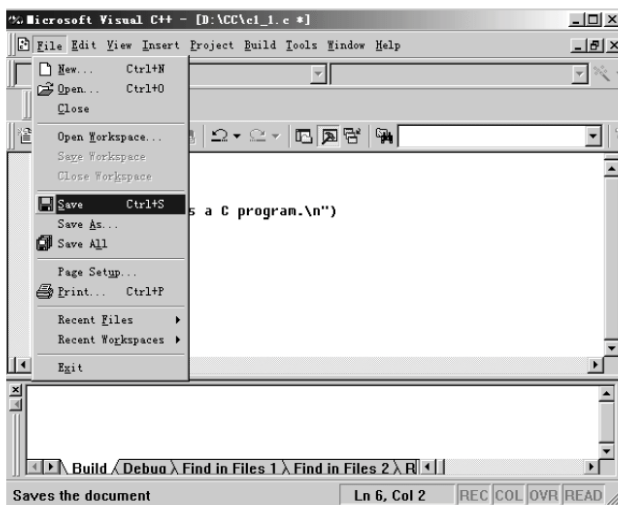 Microsoft Visual C++ - [D:\CC\c1_1.c *]
File Edit View Insert Project Build Tools Window Help
New... Ctrl+N
Open... Ctrl+O
Close
Open Workspace...
Save Workspace
Close Workspace
Save Ctrl+S
s a C program.\n")
Save As...
Save All
Page Setup...
Print... Ctrl+P
Recent Files
Recent Workspaces
Exit
Build Debug Find in Files 1 Find in Files 2 R
Saves the document Ln 6, Col 2 REC COL OVR READ